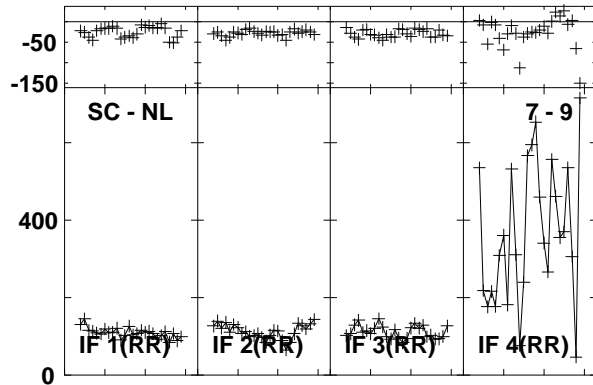 -50
-150
SC - NL 7 - 9
400
IF 1(RR) IF 2(RR) IF 3(RR) IF 4(RR)
0